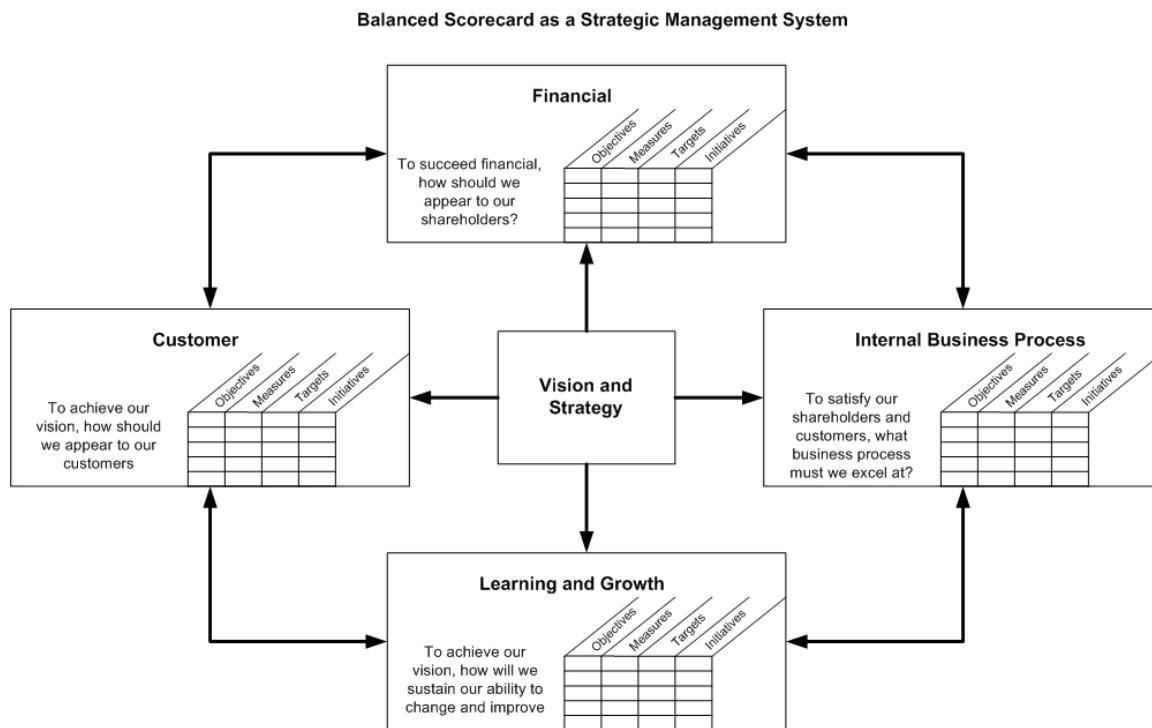 Balanced Scorecard as a Strategic Management System
Financial
Objectives
Measures
Targets
Initiatives
To succeed financial,
how should we
appear to our
shareholders?
Customer
Objectives
Measures
Targets
Initiatives
To achieve our
vision, how should
we appear to our
customers
Vision and
Strategy
Internal Business Process
Objectives
Measures
Targets
Initiatives
To satisfy our
shareholders and
customers, what
business process
must we excel at?
Learning and Growth
Objectives
Measures
Targets
Initiatives
To achieve our
vision, how will we
sustain our ability to
change and improve